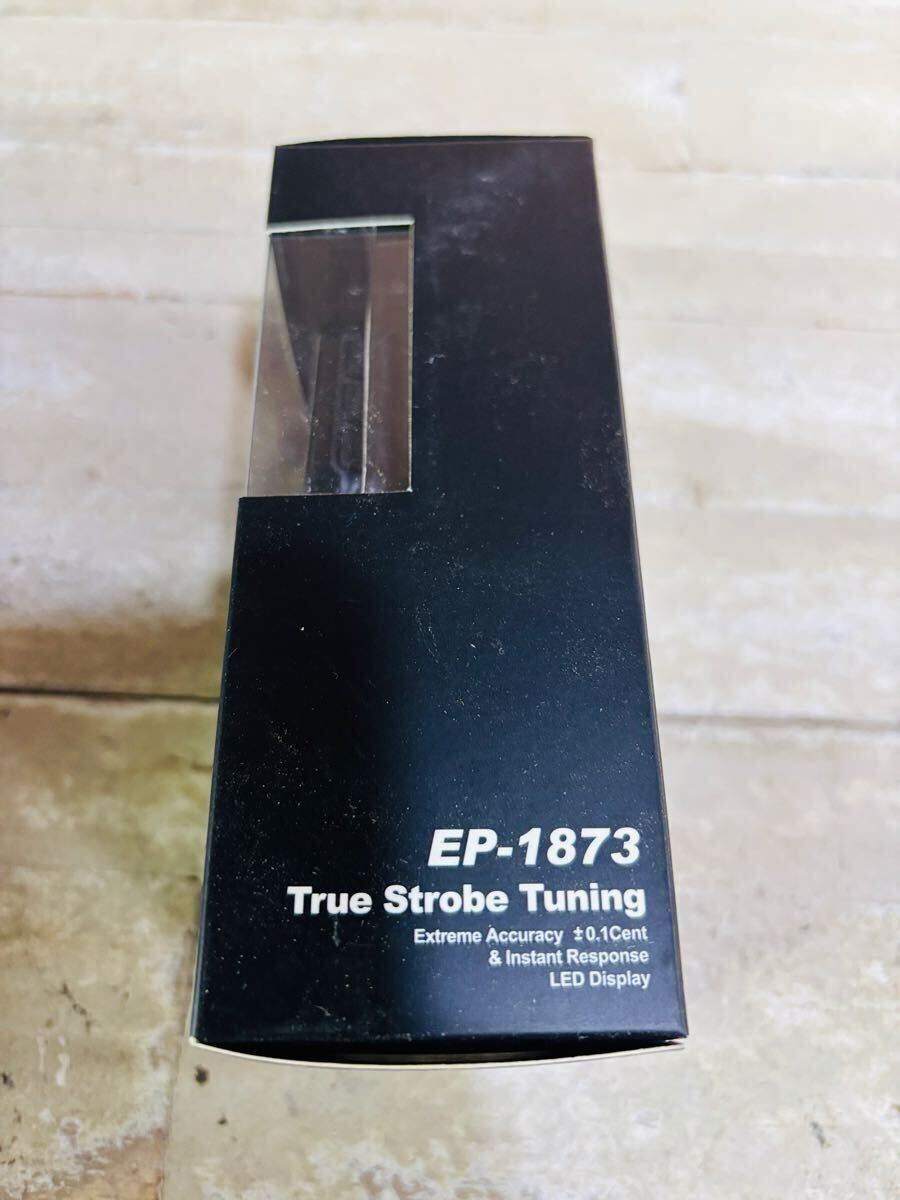 EP-1873
True Strobe Tuning
Extreme Accuracy ±0.1Cent
& Instant Response
LED Display